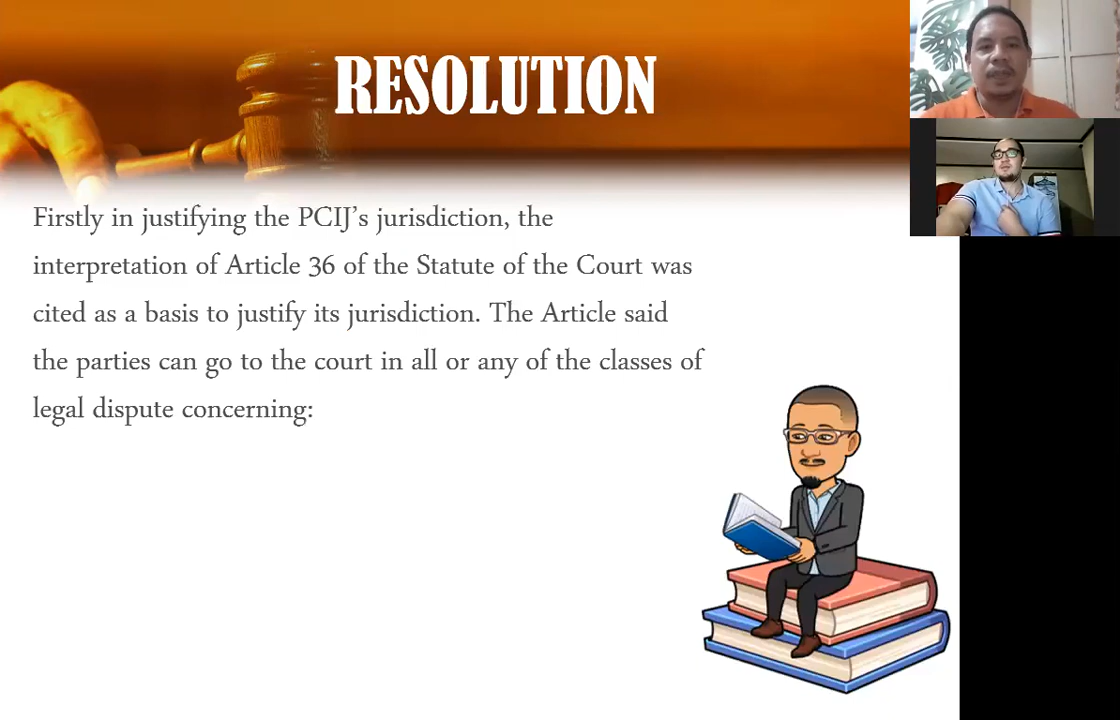 RESOLUTION
Firstly in justifying the PCIJ’s jurisdiction, the
interpretation of Article 36 of the Statute of the Court was
cited as a basis to justify its jurisdiction. The Article said
the parties can go to the court in all or any of the classes of
legal dispute concerning: